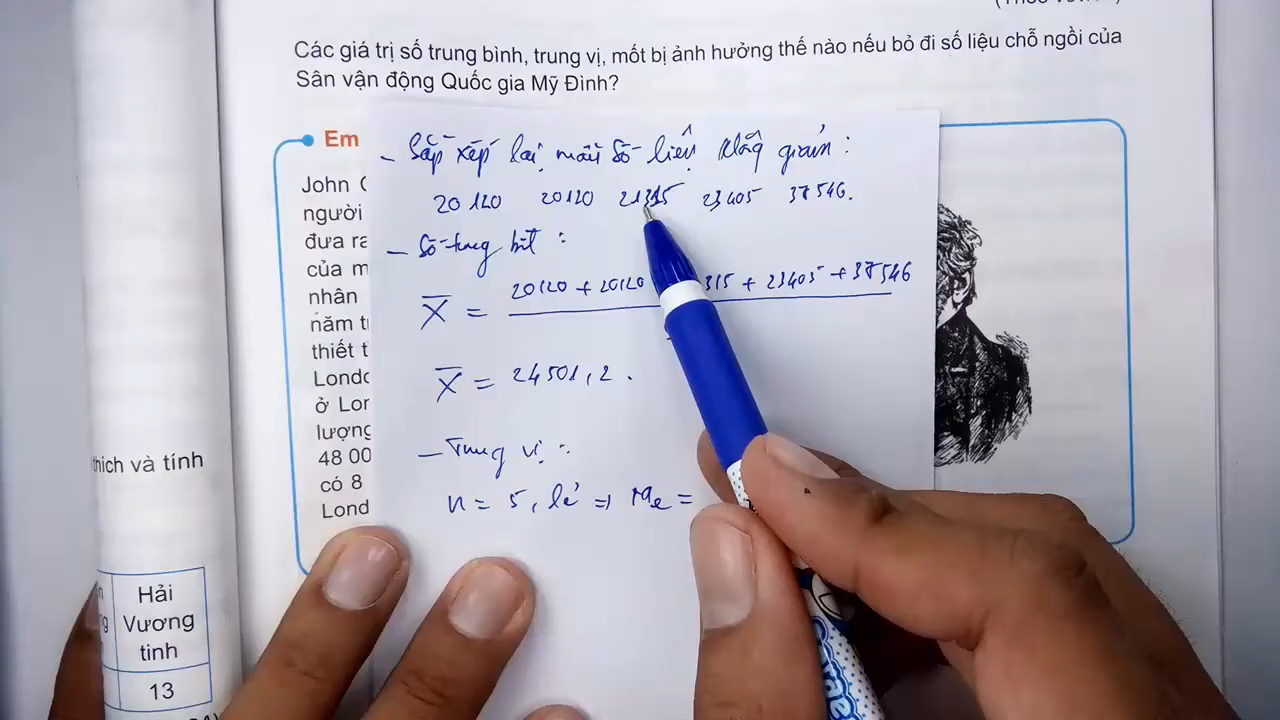 Các giá trị số trung bình, trung vị, mốt bị ảnh hưởng thế nào nếu bỏ đi số liệu chỗ ngồi của
Sân vận động Quốc gia Mỹ Đình?
Em
- Sắp xếp lại mẫu số liệu không giảm :
20120 20120 21315 23405 37546.
- Số trung bình :
X̄ = 20120 + 20120 315 + 23405 + 37546
X̄ = 24501,2.
- Trung vị :
n = 5, lẻ => Me =
John
người
đưa ra
của m
nhân
năm
thiết
Lond
ở Lon
lượng
48 00
có 8
Lond
thích và tính
Hải
Vương
tinh
13